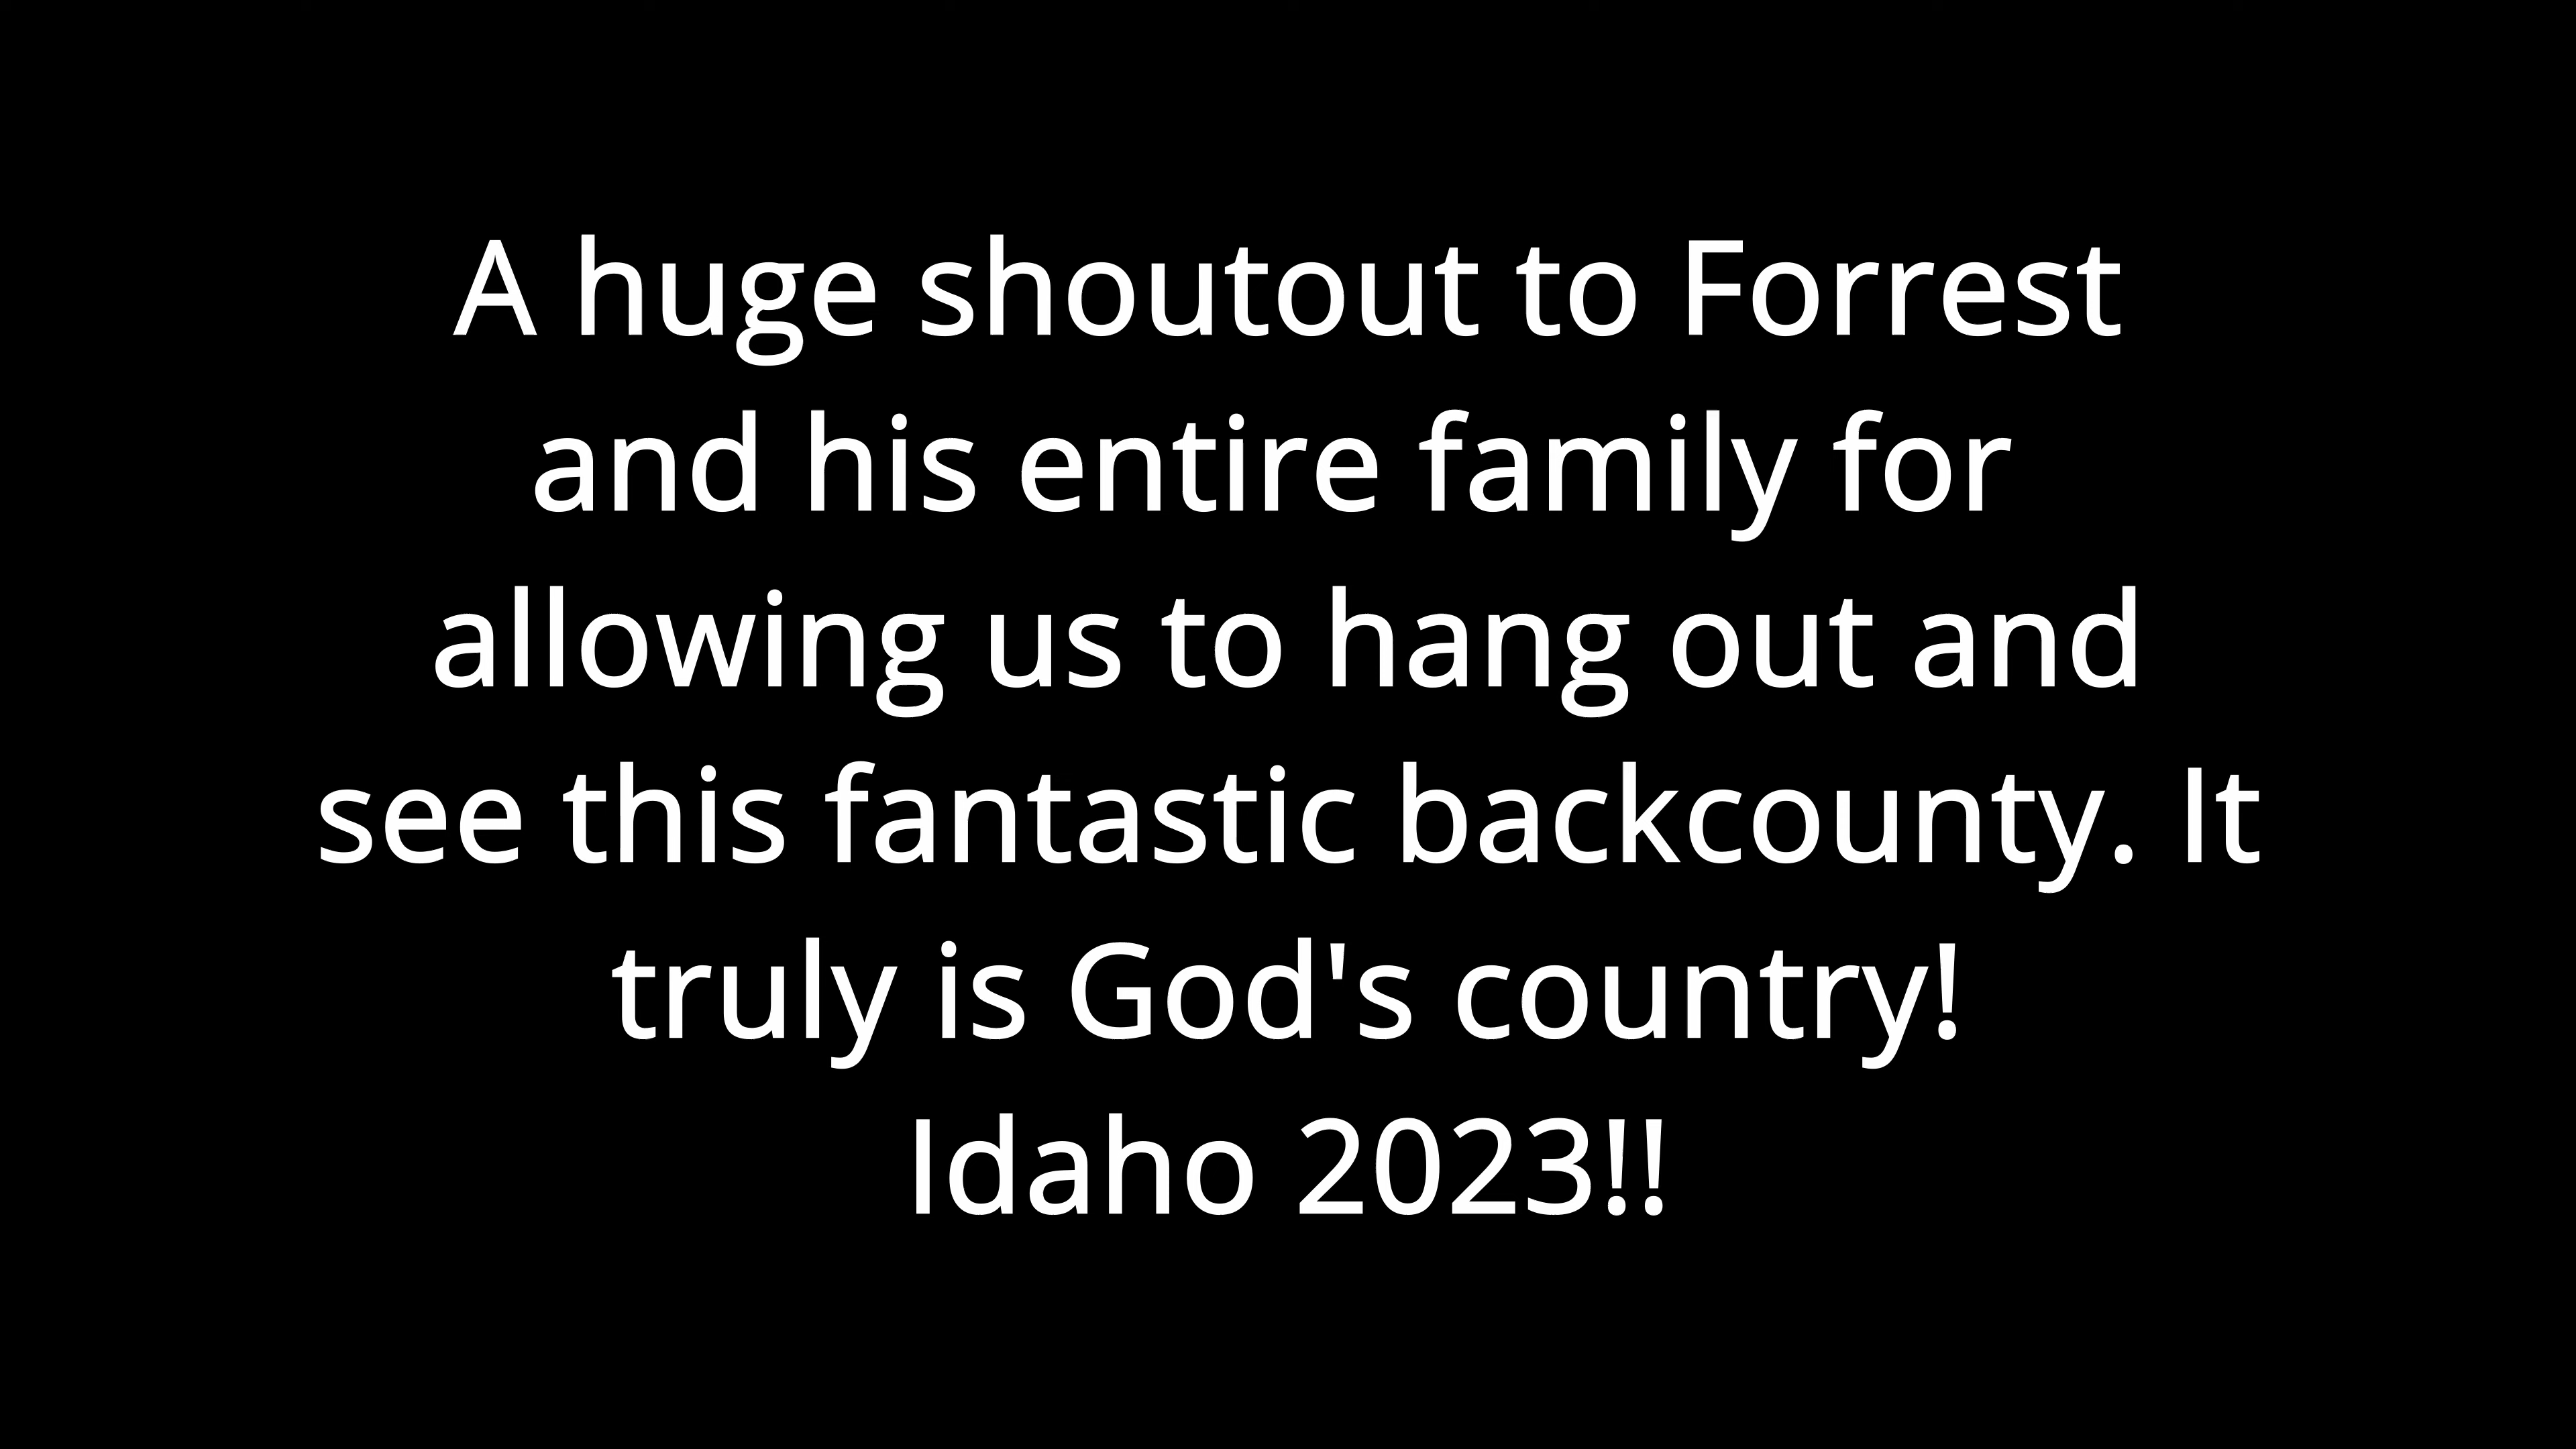 A huge shoutout to Forrest
and his entire family for
allowing us to hang out and
see this fantastic backcounty. It
truly is God's country!
Idaho 2023!!